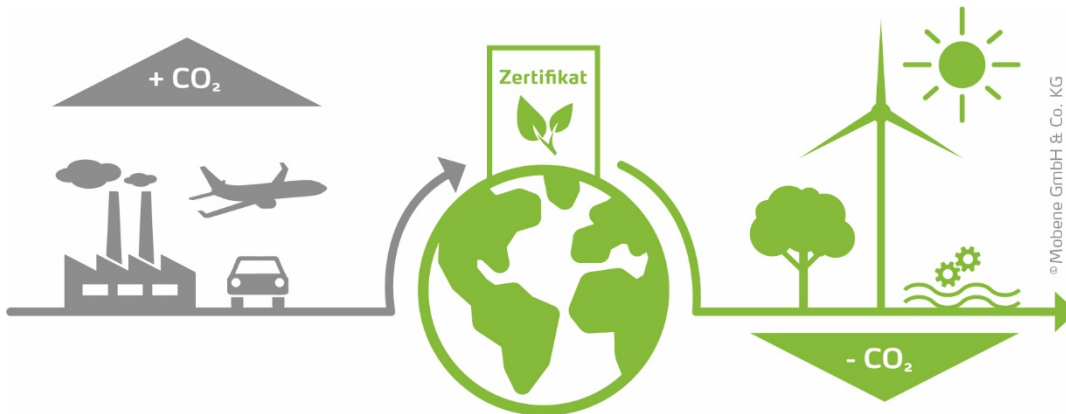 + CO₂
Zertifikat
- CO₂
© Mobene GmbH & Co. KG